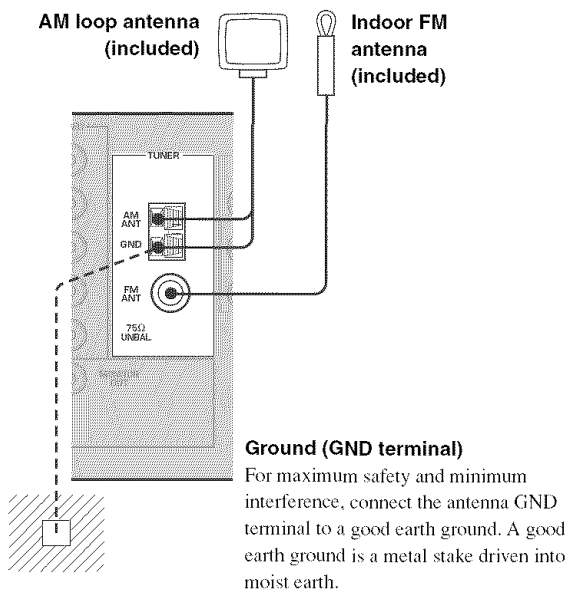 AM loop antenna
(included)
Indoor FM
antenna
(included)
TUNER
AM
ANT
GND
FM
ANT
75Ω
UNBAL.
Ground (GND terminal)
For maximum safety and minimum
interference, connect the antenna GND
terminal to a good earth ground. A good
earth ground is a metal stake driven into
moist earth.